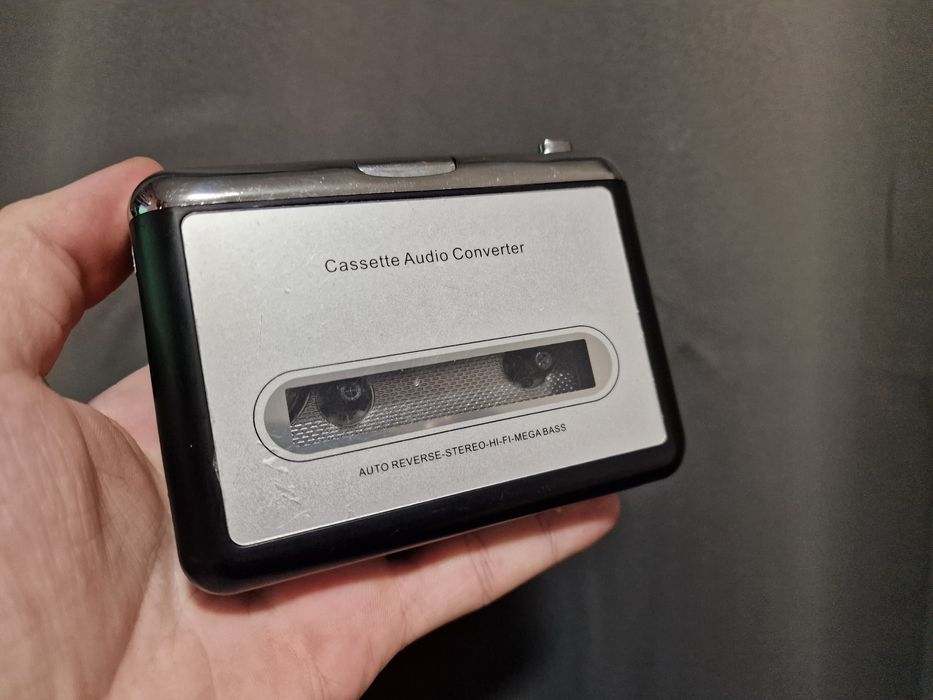 Cassette Audio Converter
AUTO REVERSE-STEREO-HI-FI-MEGA BASS